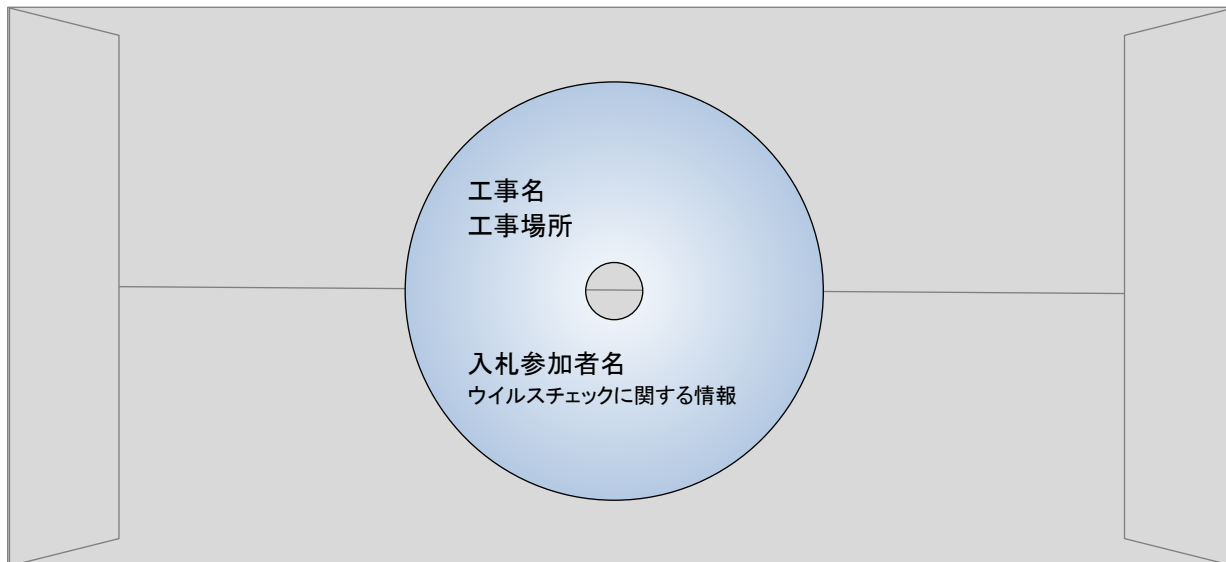 工事名
工事場所
入札参加者名
ウイルスチェックに関する情報